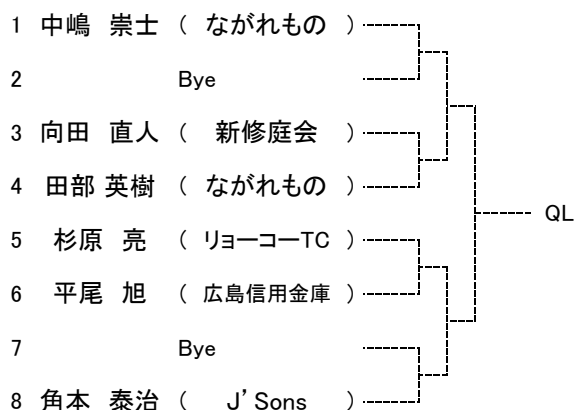 1 中嶋 崇士 ( ながれもの )
2 Bye
3 向田 直人 ( 新修庭会 )
4 田部 英樹 ( ながれもの )
QL
5 杉原 亮 ( リョーコーTC )
6 平尾 旭 ( 広島信用金庫 )
7 Bye
8 角本 泰治 ( J’Sons )